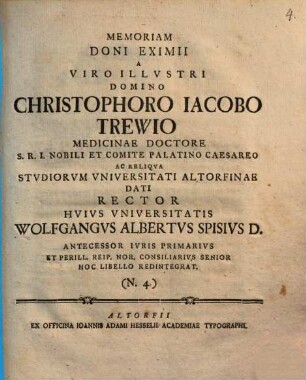 4.
MEMORIAM
DONI EXIMII
A
VIRO ILLVSTRI
DOMINO
CHRISTOPHORO IACOBO
TREWIO
MEDICINAE DOCTORE
S. R. I. NOBILI ET COMITE PALATINO CAESAREO
AC RELIQVA
STVDIORVM VNIVERSITATI ALTORFINAE
DATI
RECTOR
HVIVS VNIVERSITATIS
WOLFGANGVS ALBERTVS SPISIVS D.
ANTECESSOR IVRIS PRIMARIVS
ET PERILL. REIP. NOR. CONSILIARIVS SENIOR
HOC LIBELLO REDINTEGRAT.
(N. 4.)
ALTORFII
EX OFFICINA IOANNIS ADAMI HESSELII ACADEMIAE TYPOGRAPHI.